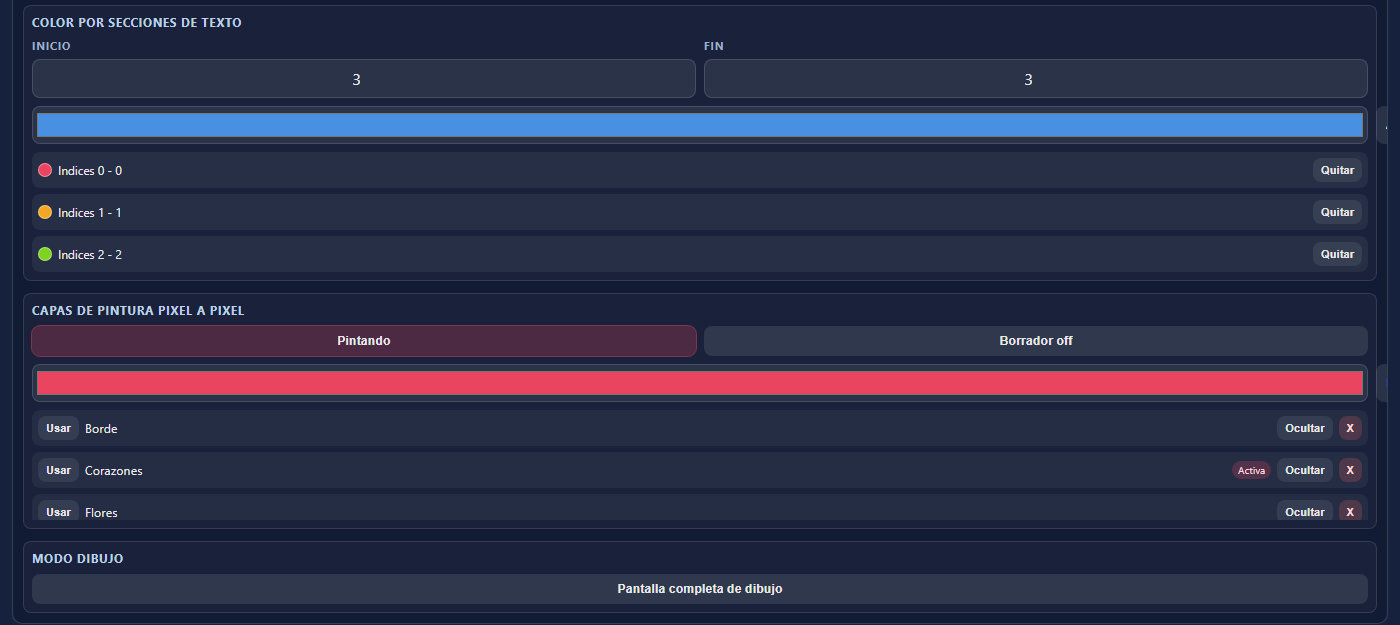 COLOR POR SECCIONES DE TEXTO
INICIO FIN
3 3
Indices 0 - 0 Quitar
Indices 1 - 1 Quitar
Indices 2 - 2 Quitar
CAPAS DE PINTURA PIXEL A PIXEL
Pintando Borrador off
Usar Borde Ocultar X
Usar Corazones Activa Ocultar X
Usar Flores Ocultar X
MODO DIBUJO
Pantalla completa de dibujo